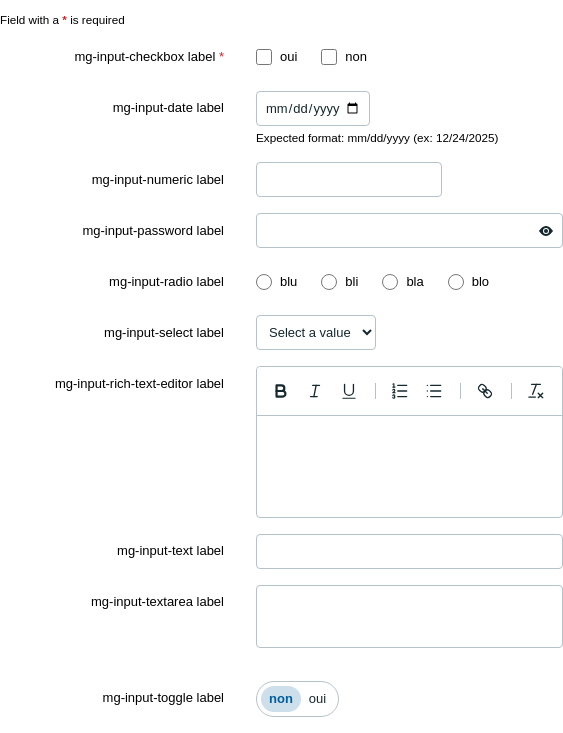 Field with a * is required
mg-input-checkbox label * oui non
mg-input-date label mm/dd/yyyy
Expected format: mm/dd/yyyy (ex: 12/24/2025)
mg-input-numeric label
mg-input-password label
mg-input-radio label blu bli bla blo
mg-input-select label Select a value
mg-input-rich-text-editor label
mg-input-text label
mg-input-textarea label
mg-input-toggle label non oui